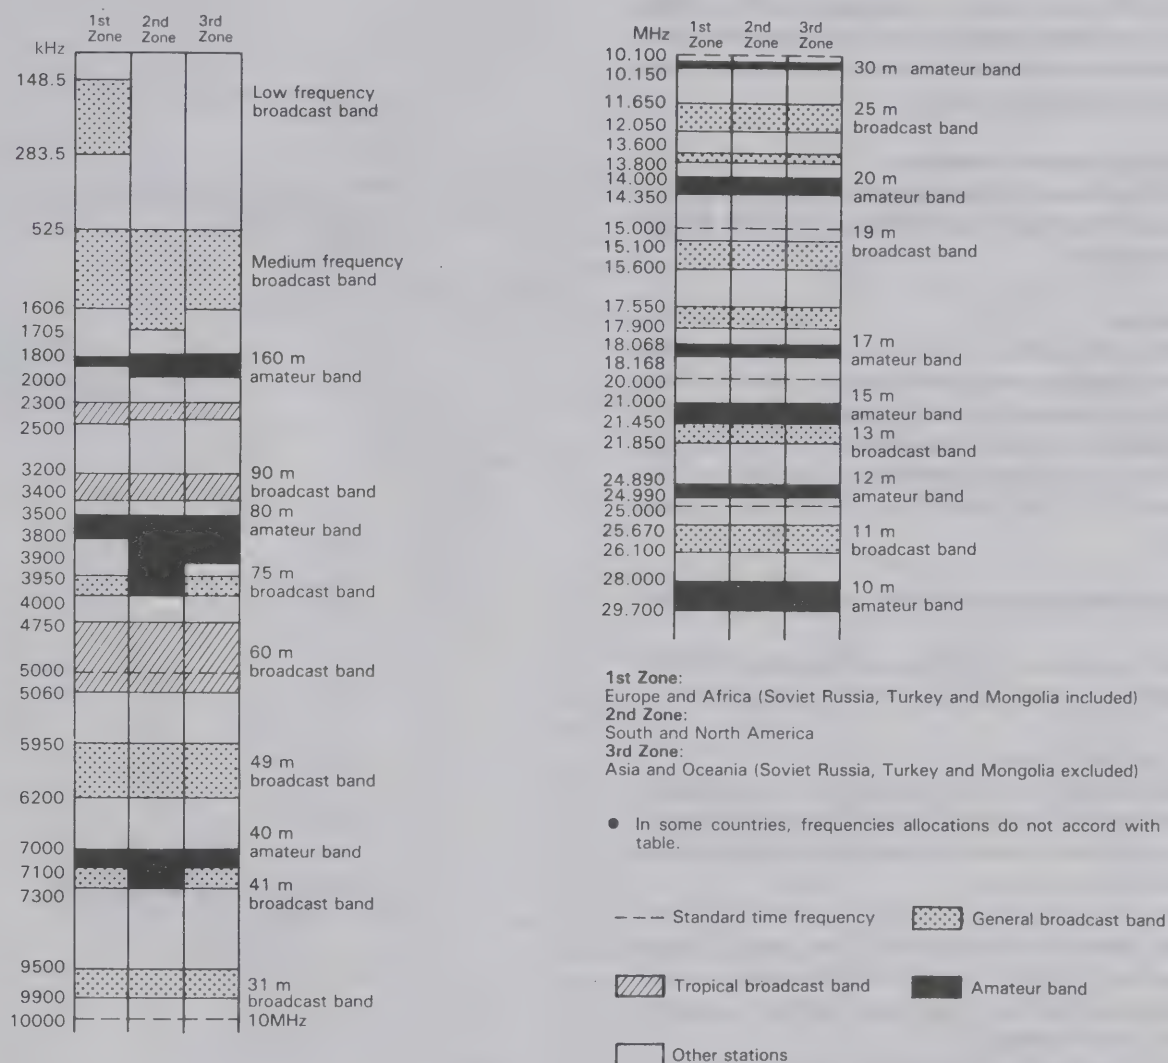 1st Zone
2nd Zone
3rd Zone
kHz
148.5
Low frequency
broadcast band
283.5
525
Medium frequency
broadcast band
1606
1705
1800
160 m
amateur band
2000
2300
2500
3200
90 m
broadcast band
3400
3500
80 m
amateur band
3800
3900
3950
75 m
broadcast band
4000
4750
60 m
broadcast band
5000
5060
5950
49 m
broadcast band
6200
40 m
amateur band
7000
7100
41 m
broadcast band
7300
9500
31 m
broadcast band
9900
10000
10MHz
MHz
1st Zone
2nd Zone
3rd Zone
10.100
10.150
30 m amateur band
11.650
25 m
broadcast band
12.050
13.600
13.800
14.000
20 m
amateur band
14.350
15.000
19 m
broadcast band
15.100
15.600
17.550
17.900
18.068
17 m
amateur band
18.168
20.000
21.000
15 m
amateur band
21.450
13 m
broadcast band
21.850
24.890
12 m
amateur band
24.990
25.000
25.670
11 m
broadcast band
26.100
28.000
10 m
amateur band
29.700
1st Zone:
Europe and Africa (Soviet Russia, Turkey and Mongolia included)
2nd Zone:
South and North America
3rd Zone:
Asia and Oceania (Soviet Russia, Turkey and Mongolia excluded)
● In some countries, frequencies allocations do not accord with
table.
--- Standard time frequency
General broadcast band
Tropical broadcast band
Amateur band
Other stations